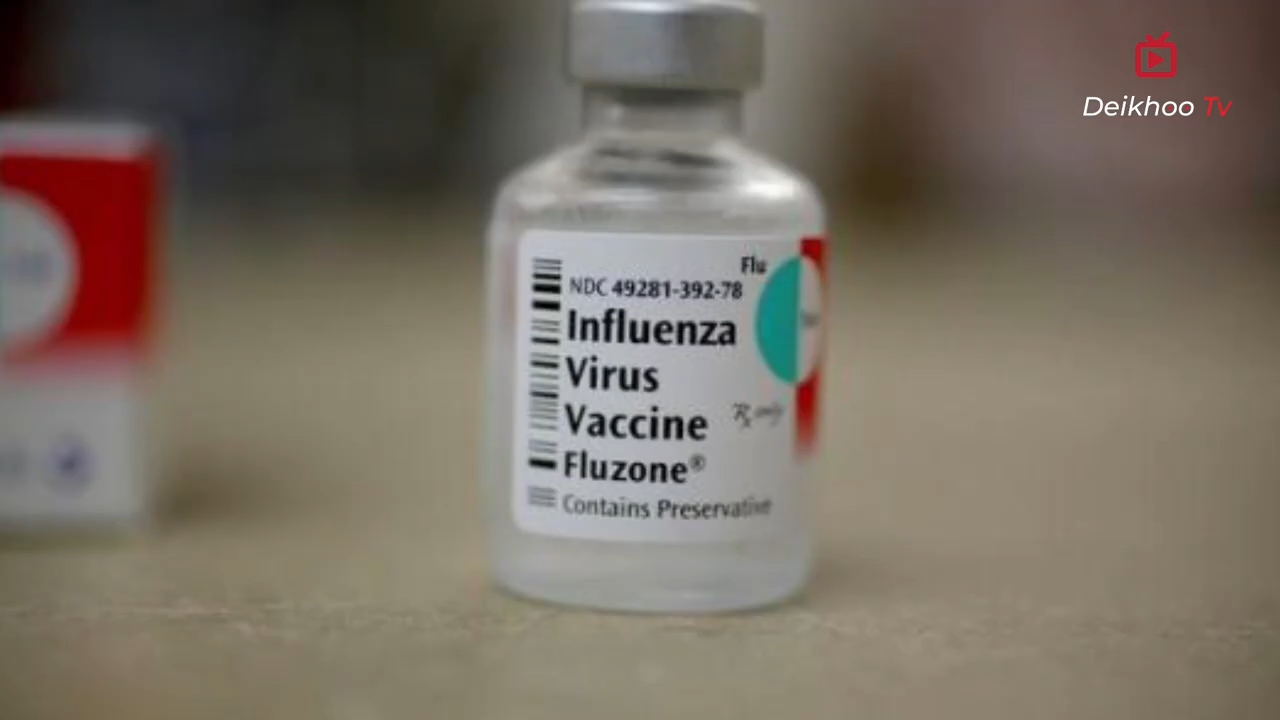 Deikhoo Tv
Flu
NDC 49281-392-78
Influenza
Virus
Vaccine
Rx only
Fluzone®
Contains Preservative